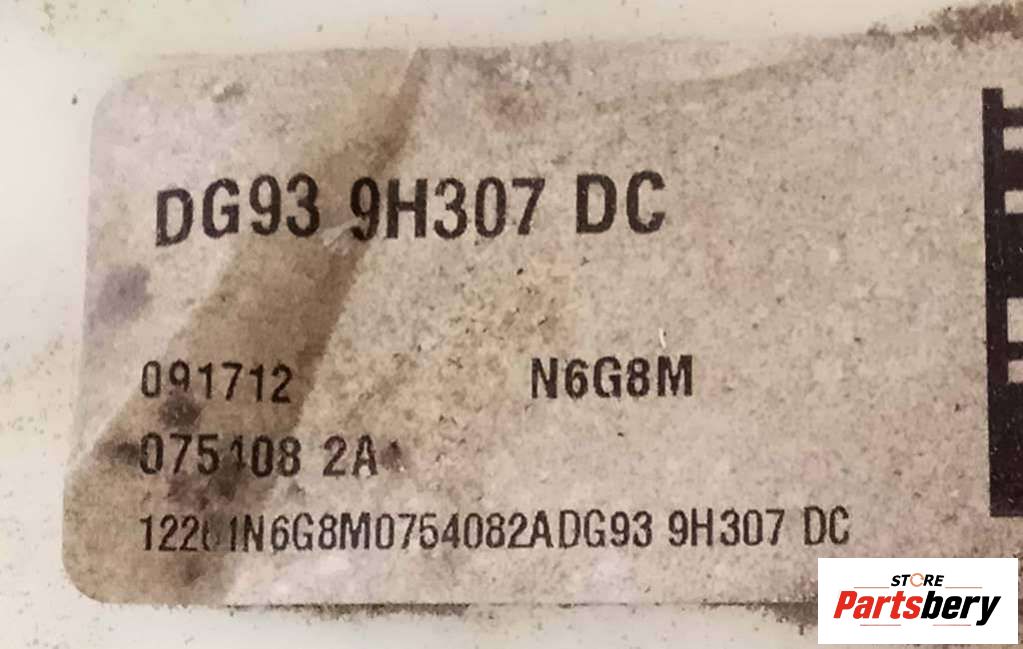 DG93 9H307 DC
091712 N6G8M
075408 2A
N6G8M0754082ADG93 9H307 DC
STORE
Partsbery